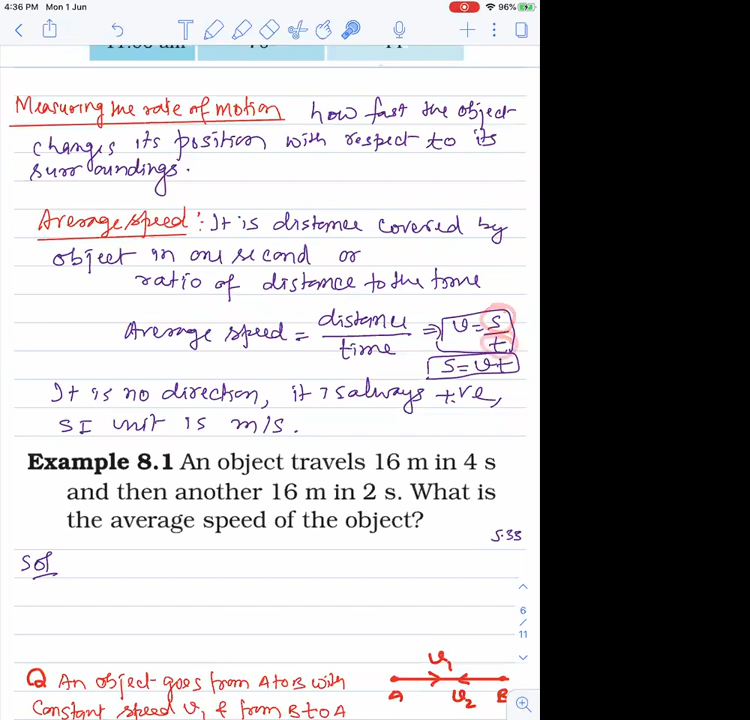 4:36 PM Mon 1 Jun
96%
Measuring the rate of motion how fast the object
changes its position with respect to its
surroundings.
Average speed : It is distance covered by
object in one second or
ratio of distance to the time
Average speed = distance/time ⇒ v = s/t
s = vt
It is no direction, it is always +ve,
SI unit is m/s.
Example 8.1 An object travels 16 m in 4 s
and then another 16 m in 2 s. What is
the average speed of the object?
5.33
Sol
6
/
11
Q An object goes from A to B with
v1
A v2 B
Constant speed v1 & from B to A